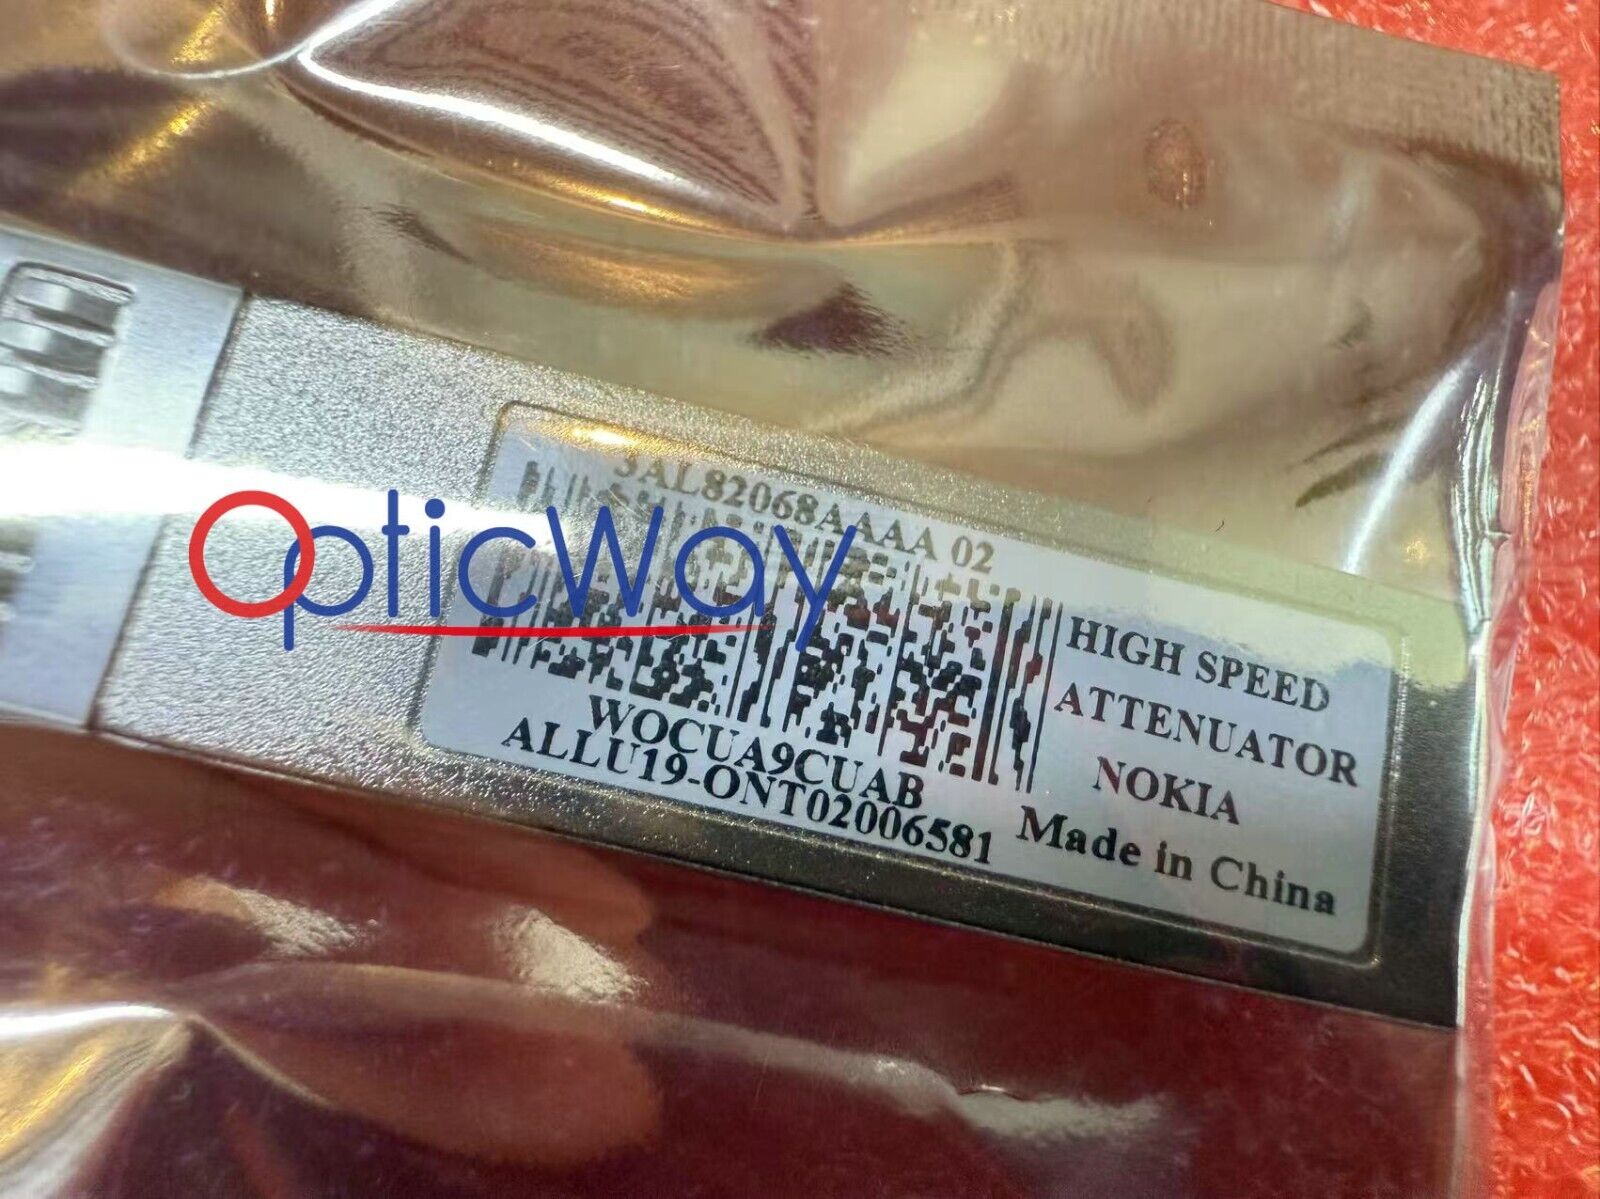 3AL82068AAAA 02
OpticWay
HIGH SPEED
ATTENUATOR
NOKIA
Made in China
WOCUA9CUAB
ALLU19-ONT02006581